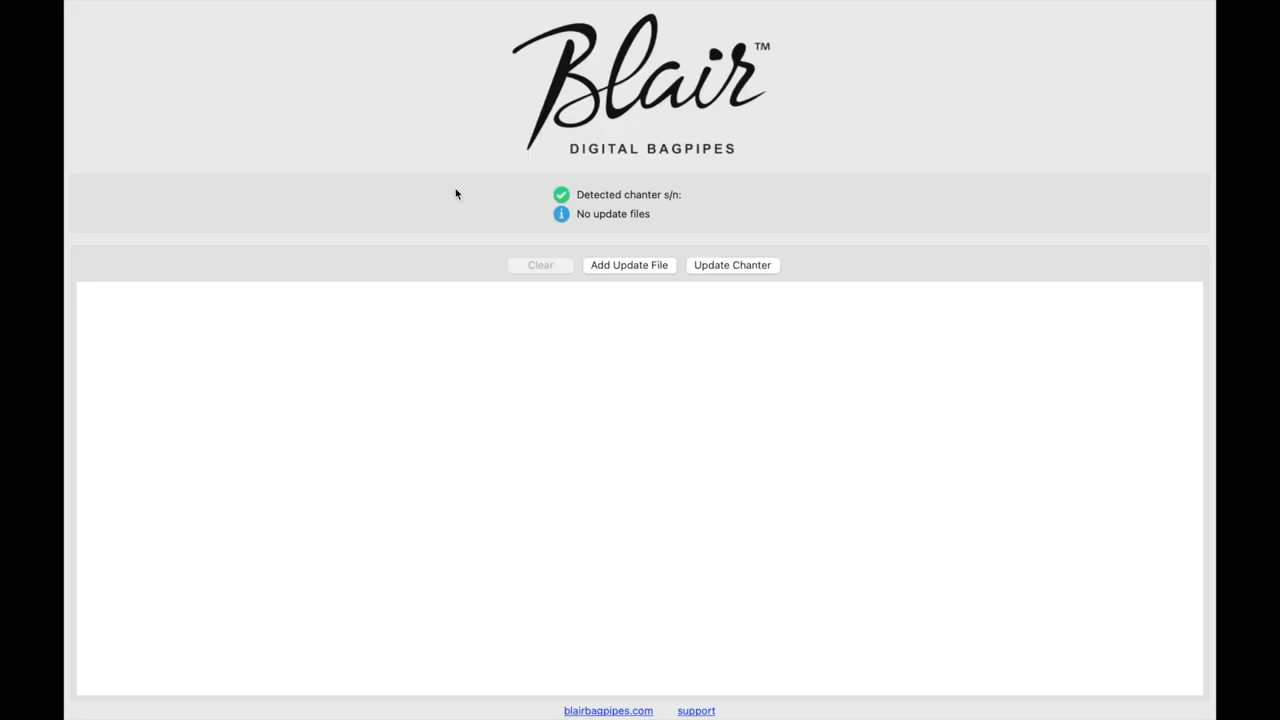 Blair™
DIGITAL BAGPIPES
Detected chanter s/n:
No update files
Clear Add Update File Update Chanter
blairbagpipes.com support